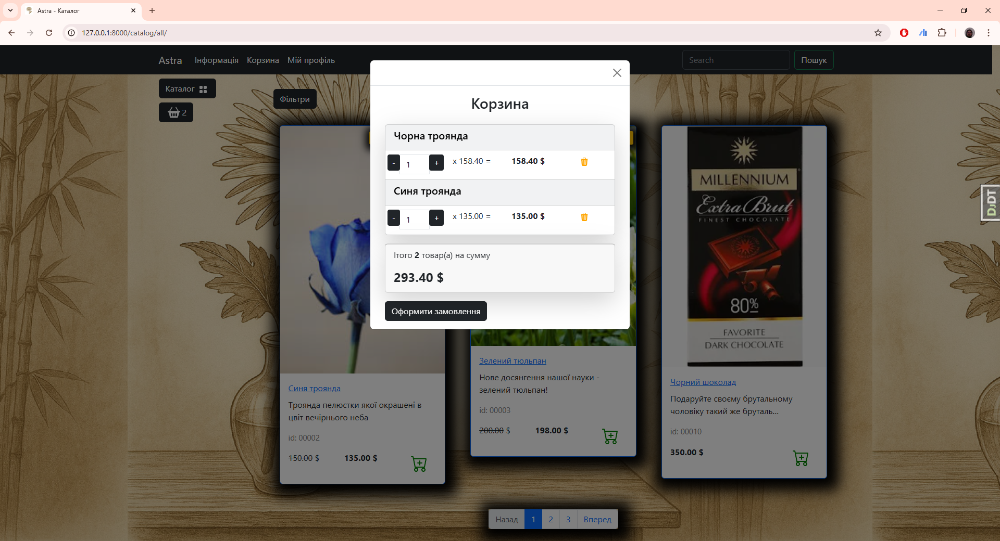 Astra - Каталог
127.0.0.1:8000/catalog/all/
Astra Інформація Корзина Мій профіль
Search Пошук
Каталог
2
Фільтри
Корзина
Чорна троянда
- 1 + x 158.40 = 158.40 $
Синя троянда
- 1 + x 135.00 = 135.00 $
Ітого 2 товар(а) на сумму
293.40 $
Оформити замовлення
Синя троянда
Троянда пелюстки якої окрашені в
цвіт вечірнього неба
id: 00002
150.00 $ 135.00 $
Зелений тюльпан
Нове досянгення нашої науки -
зелений тюльпан!
id: 00003
200.00 $ 198.00 $
MILLENNIUM
Extra Brut
FINEST CHOCOLATE
80%
FAVORITE
DARK CHOCOLATE
Чорний шоколад
Подаруйте своєму брутальному
чоловіку такий же бруталь...
id: 00010
350.00 $
DJDT
Назад 1 2 3 Вперед